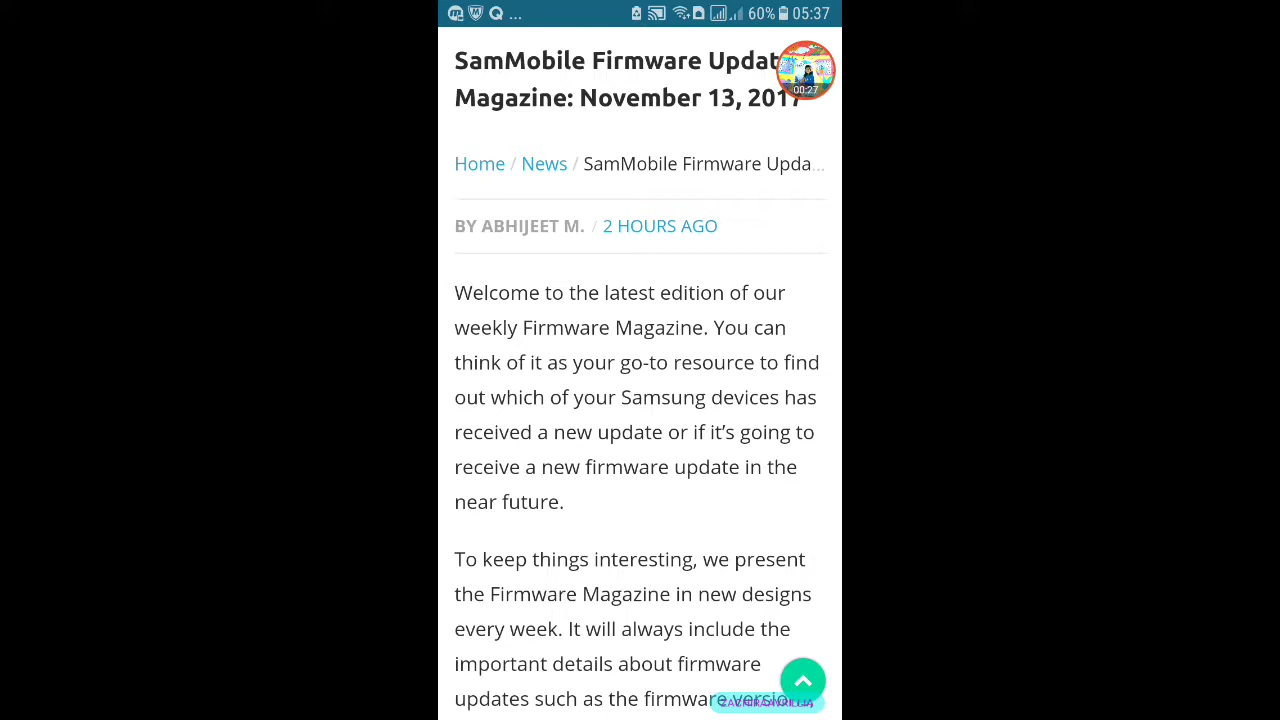 60% 05:37
SamMobile Firmware Updat
Magazine: November 13, 2017
00:27
Home / News / SamMobile Firmware Upda...
BY ABHIJEET M. / 2 HOURS AGO
Welcome to the latest edition of our
weekly Firmware Magazine. You can
think of it as your go-to resource to find
out which of your Samsung devices has
received a new update or if it’s going to
receive a new firmware update in the
near future.
To keep things interesting, we present
the Firmware Magazine in new designs
every week. It will always include the
important details about firmware
updates such as the firmware